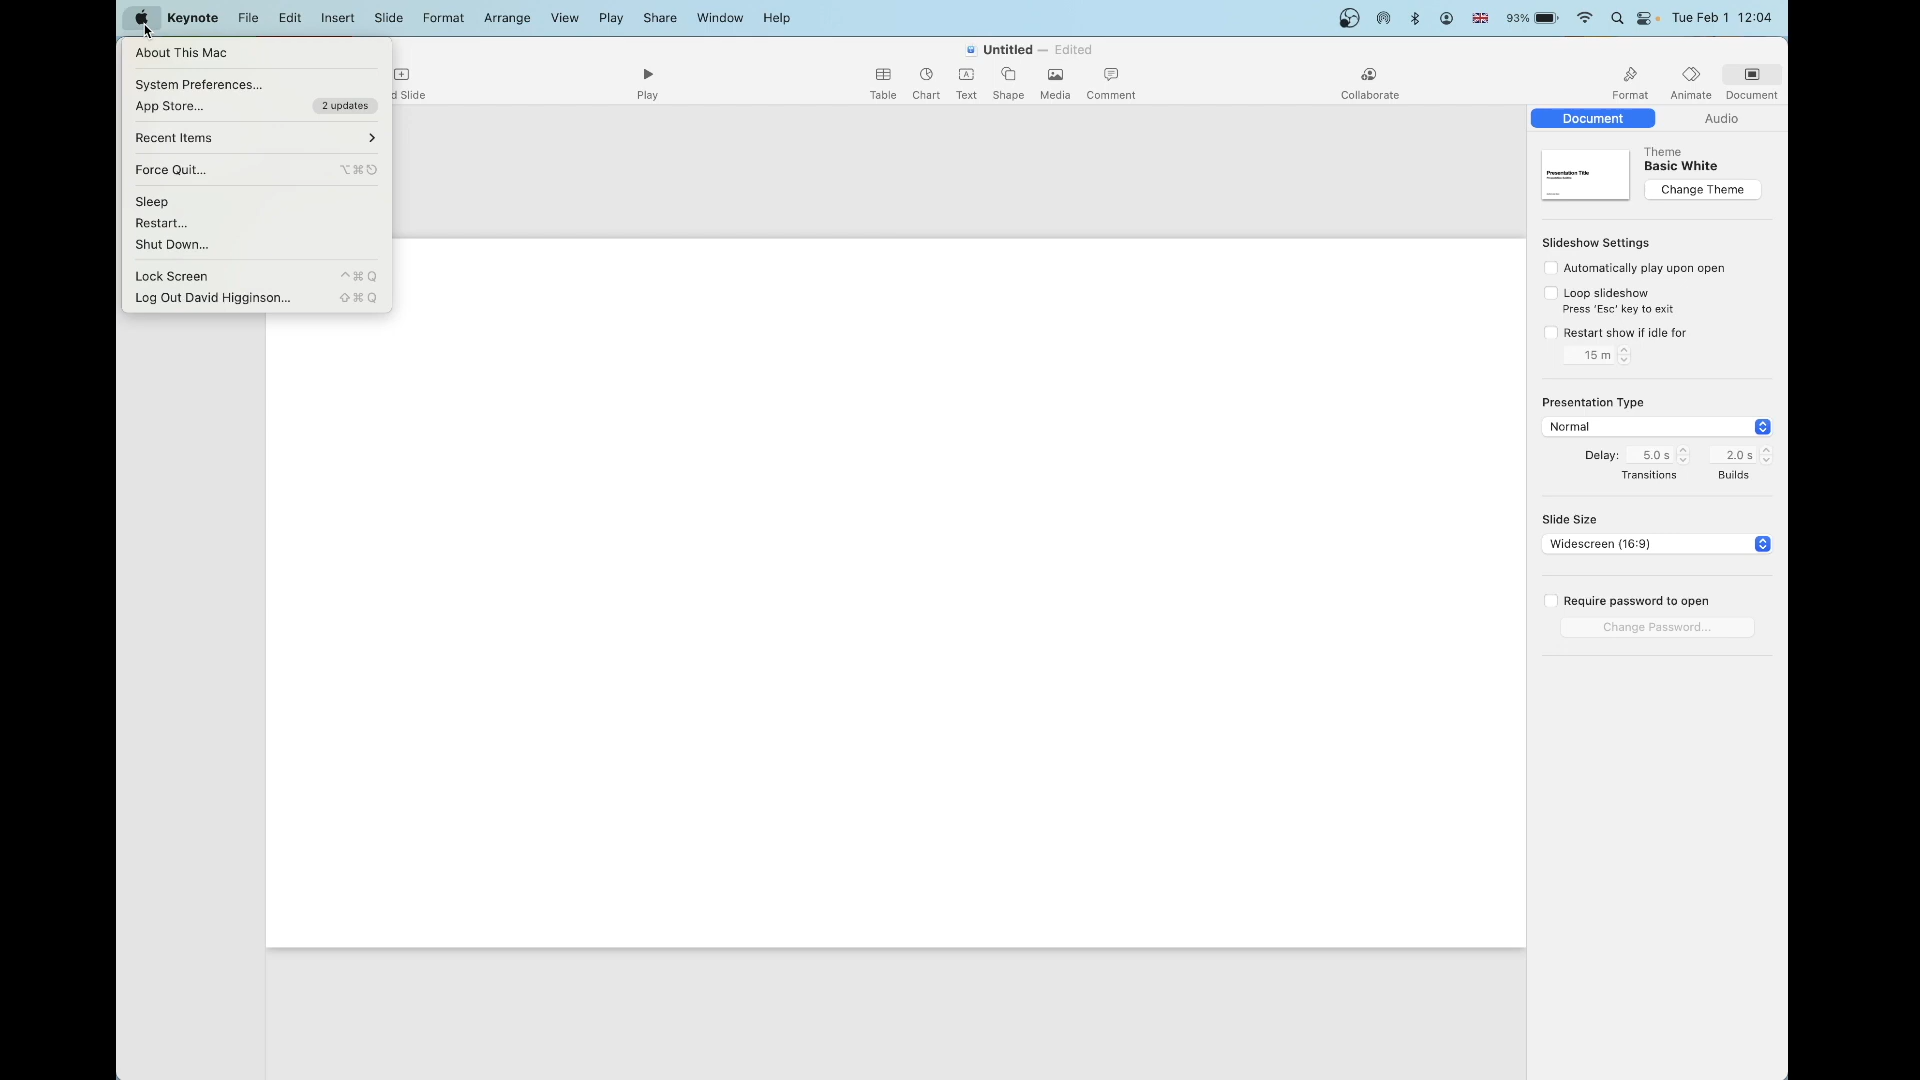 Keynote File Edit Insert Slide Format Arrange View Play Share Window Help 93% Tue Feb 1 12:04
About This Mac
System Preferences...
App Store... 2 updates
Recent Items
Force Quit... ⌥⌘⎋
Sleep
Restart...
Shut Down...
Lock Screen ^⌘Q
Log Out David Higginson... ⇧⌘Q
Untitled — Edited
d Slide Play Table Chart Text Shape Media Comment Collaborate Format Animate Document
Document Audio
Presentation Title
Theme
Basic White
Change Theme
Slideshow Settings
Automatically play upon open
Loop slideshow
Press 'Esc' key to exit
Restart show if idle for
15 m
Presentation Type
Normal
Delay: 5.0 s 2.0 s
Transitions Builds
Slide Size
Widescreen (16:9)
Require password to open
Change Password...